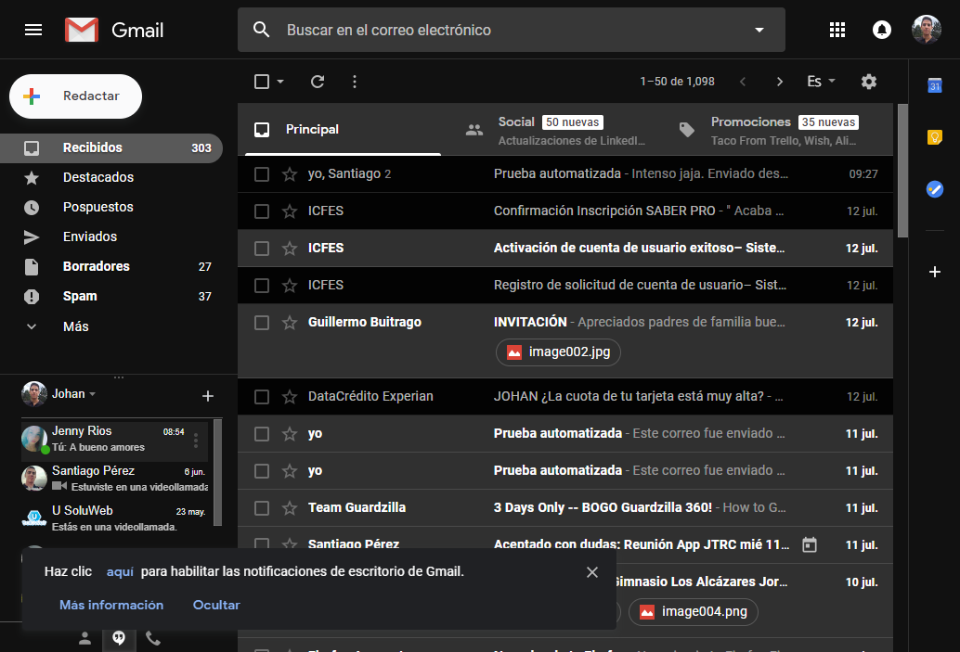 Gmail
Buscar en el correo electrónico
Redactar
1–50 de 1,098
Es
31
Recibidos 303
Destacados
Pospuestos
Enviados
Borradores 27
Spam 37
Más
Principal
Social 50 nuevas
Actualizaciones de LinkedI...
Promociones 35 nuevas
Taco From Trello, Wish, Ali...
yo, Santiago 2 Prueba automatizada - Intenso jaja. Enviado des... 09:27
ICFES Confirmación Inscripción SABER PRO - " Acaba ... 12 jul.
ICFES Activación de cuenta de usuario exitoso– Siste... 12 jul.
ICFES Registro de solicitud de cuenta de usuario– Sist... 12 jul.
Guillermo Buitrago INVITACIÓN - Apreciados padres de familia bue... 12 jul.
image002.jpg
DataCrédito Experian JOHAN ¿La cuota de tu tarjeta está muy alta? - ... 12 jul.
yo Prueba automatizada - Este correo fue enviado ... 11 jul.
yo Prueba automatizada - Este correo fue enviado ... 11 jul.
Team Guardzilla 3 Days Only -- BOGO Guardzilla 360! - How to G... 11 jul.
Santiago Pérez Aceptado con dudas: Reunión App JTRC mié 11... 11 jul.
Gimnasio Los Alcázares Jor... 10 jul.
image004.png
Johan
Jenny Rios 08:54
Tú: A bueno amores
Santiago Pérez 6 jun.
Estuviste en una videollamada
U SoluWeb 23 may.
Estás en una videollamada.
Haz clic aquí para habilitar las notificaciones de escritorio de Gmail.
Más información Ocultar